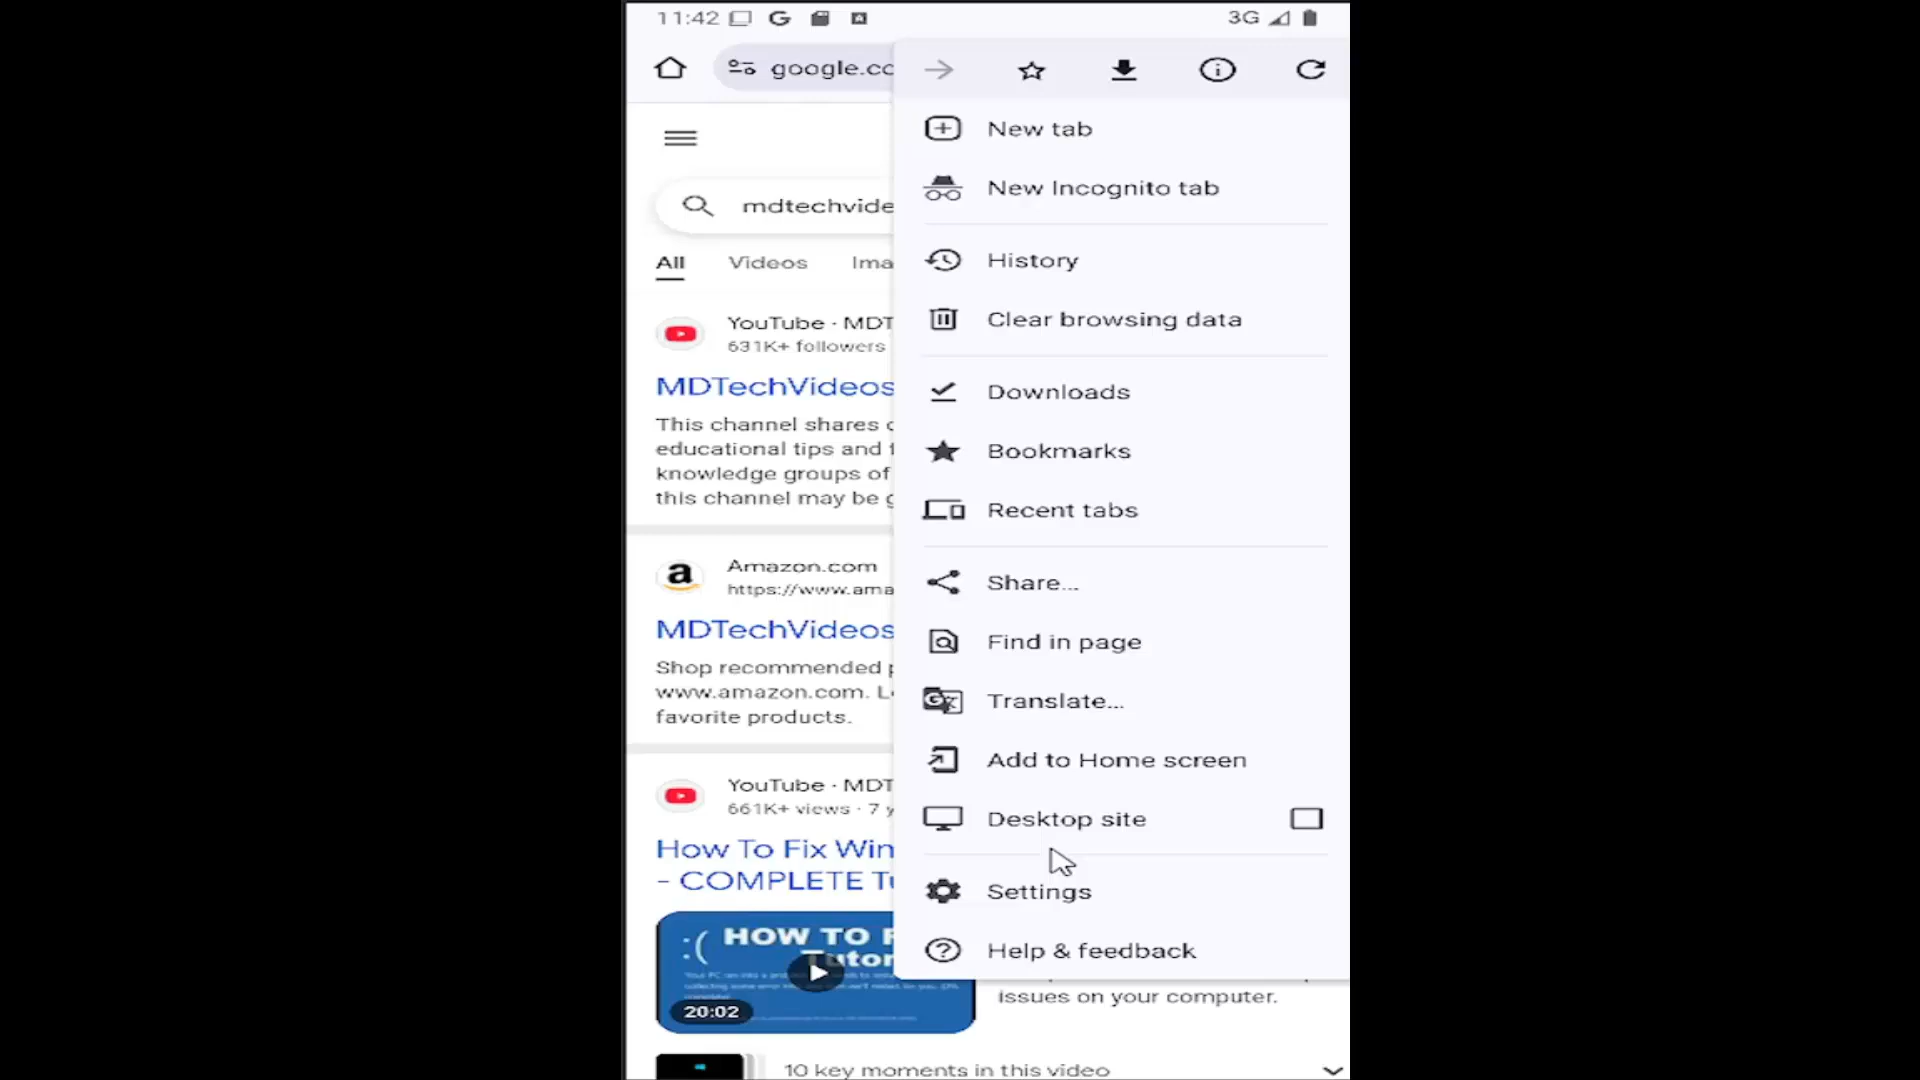 11:42
3G
google.co
New tab
New Incognito tab
History
Clear browsing data
Downloads
Bookmarks
Recent tabs
Share...
Find in page
Translate...
Add to Home screen
Desktop site
Settings
Help & feedback
mdtechvide
All Videos Ima
YouTube · MDT
631K+ followers
MDTechVideos
This channel shares
educational tips and
knowledge groups of
this channel may be
Amazon.com
https://www.ama
MDTechVideos
Shop recommended
www.amazon.com. L
favorite products.
YouTube · MDT
661K+ views · 7 y
How To Fix Win
- COMPLETE Tu
:( HOW TO F
Tutor
20:02
issues on your computer.
10 key moments in this video